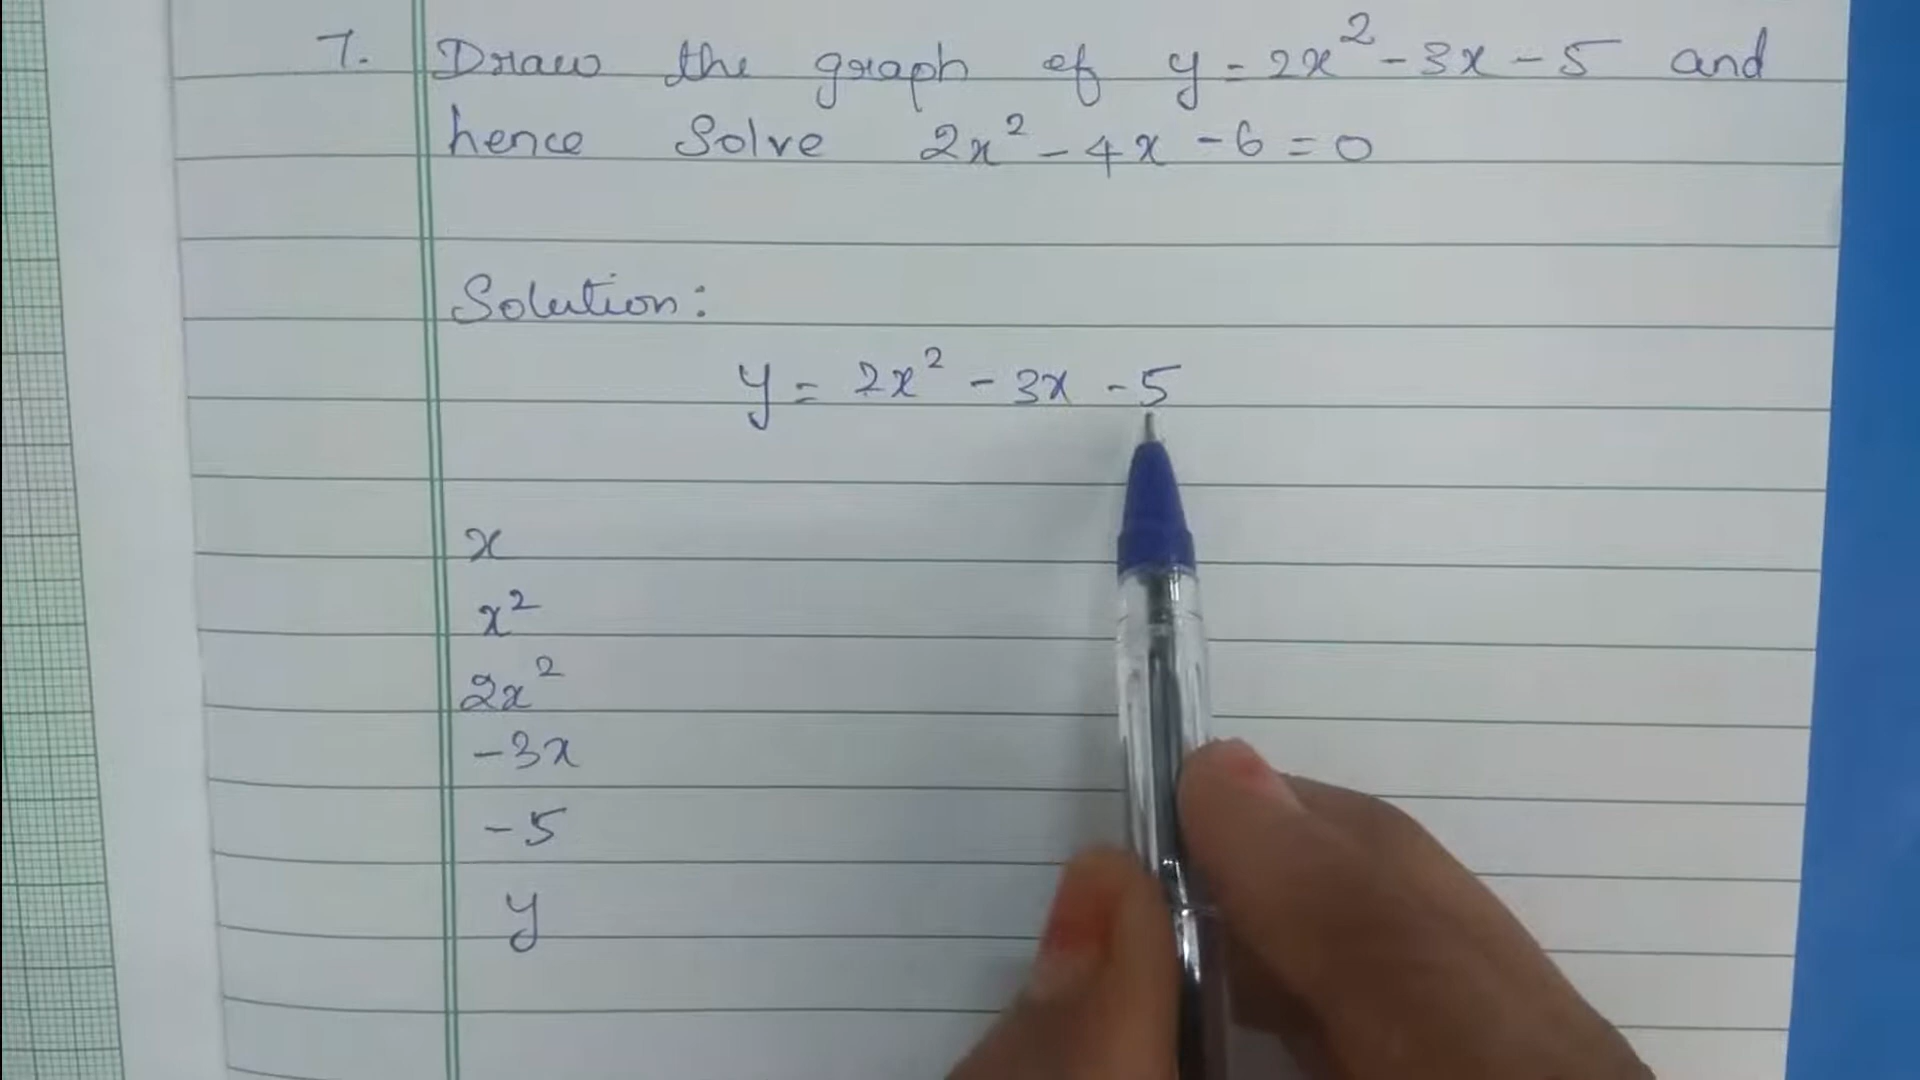 7. Draw the graph of y = 2x² - 3x - 5 and
hence Solve 2x² - 4x - 6 = 0
Solution:
y = 2x² - 3x - 5
x
x²
2x²
-3x
-5
y